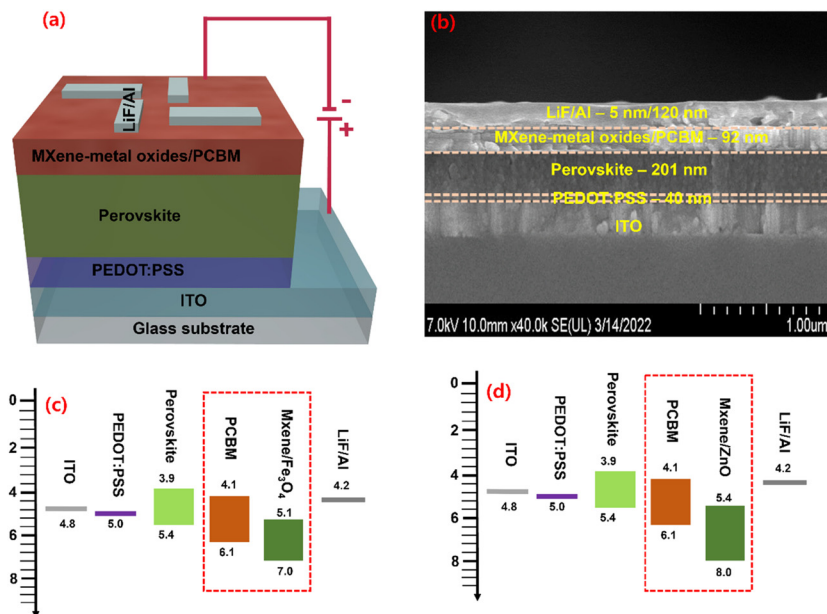 (a)
LiF/Al
-
+
MXene-metal oxides/PCBM
Perovskite
PEDOT:PSS
ITO
Glass substrate
(b)
LiF/Al – 5 nm/120 nm
MXene-metal oxides/PCBM – 92 nm
Perovskite – 201 nm
PEDOT:PSS – 40 nm
ITO
7.0kV 10.0mm x40.0k SE(UL) 3/14/2022
1.00um
(c)
0
2
4
6
8
ITO
4.8
PEDOT:PSS
5.0
Perovskite
3.9
5.4
PCBM
4.1
6.1
Mxene/Fe₃O₄
5.1
7.0
LiF/Al
4.2
(d)
0
2
4
6
8
ITO
4.8
PEDOT:PSS
5.0
Perovskite
3.9
5.4
PCBM
4.1
6.1
Mxene/ZnO
5.4
8.0
LiF/Al
4.2